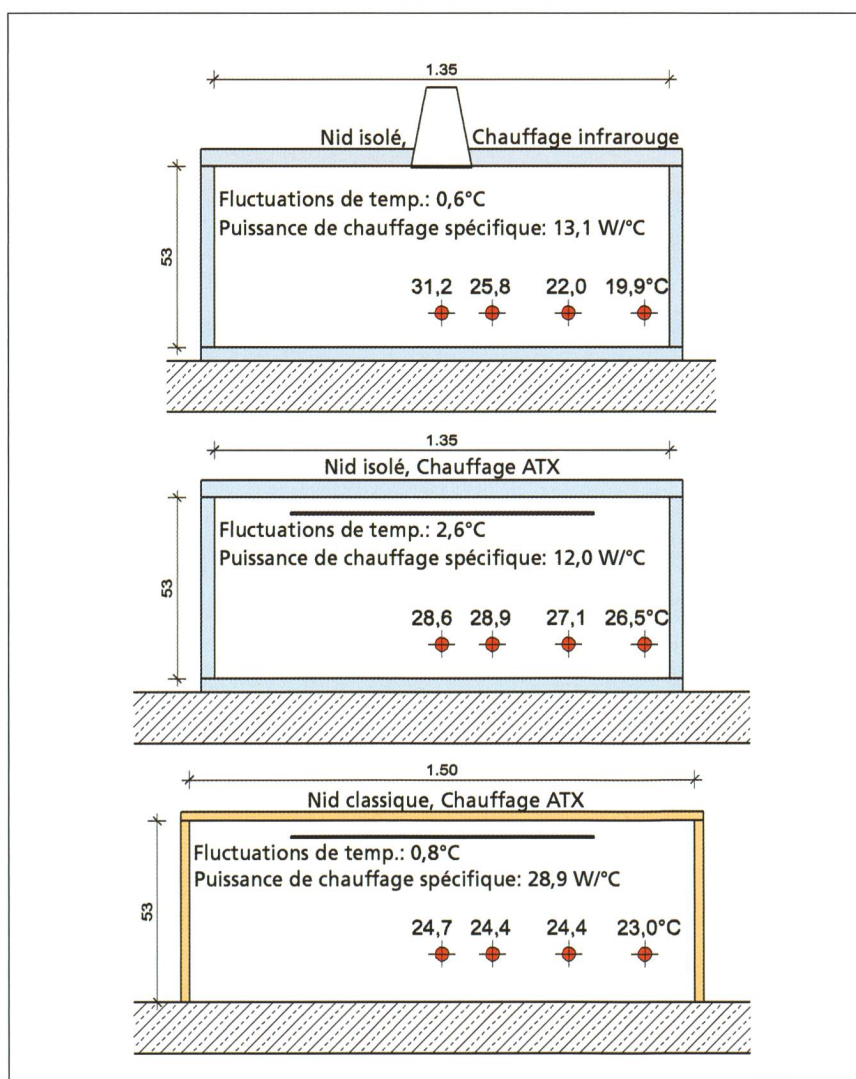 1.35
Nid isolé, Chauffage infrarouge
53
Fluctuations de temp.: 0,6°C
Puissance de chauffage spécifique: 13,1 W/°C
31,2 25,8 22,0 19,9°C
1.35
Nid isolé, Chauffage ATX
53
Fluctuations de temp.: 2,6°C
Puissance de chauffage spécifique: 12,0 W/°C
28,6 28,9 27,1 26,5°C
1.50
Nid classique, Chauffage ATX
53
Fluctuations de temp.: 0,8°C
Puissance de chauffage spécifique: 28,9 W/°C
24,7 24,4 24,4 23,0°C